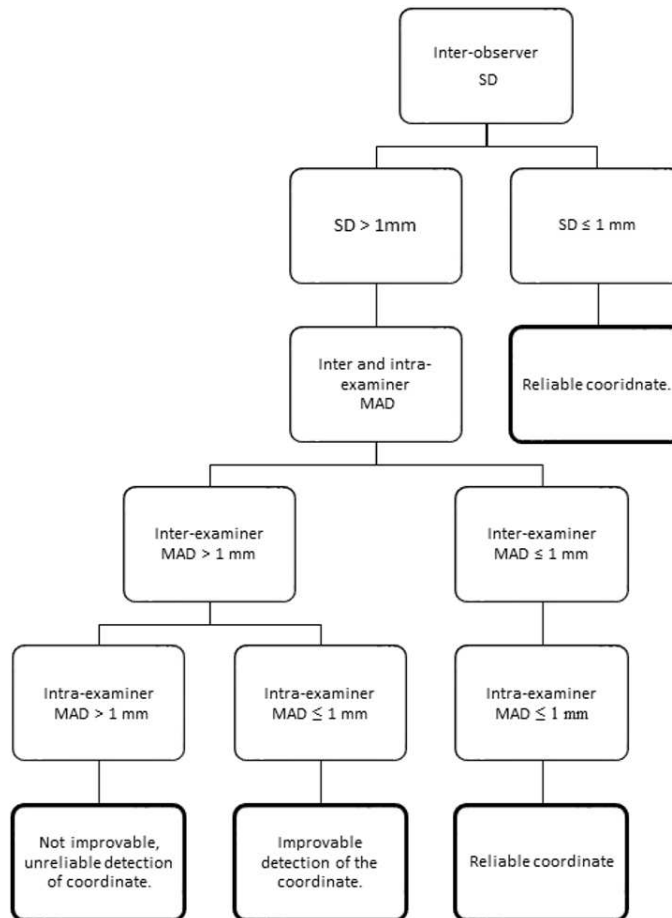 Inter-observer
SD
SD > 1mm
SD ≤ 1 mm
Inter and intra-
examiner
MAD
Reliable cooridnate.
Inter-examiner
MAD > 1 mm
Inter-examiner
MAD ≤ 1 mm
Intra-examiner
MAD > 1 mm
Intra-examiner
MAD ≤ 1 mm
Intra-examiner
MAD ≤ 1 mm
Not improvable,
unreliable detection
of coordinate.
Improvable
detection of the
coordinate.
Reliable coordinate